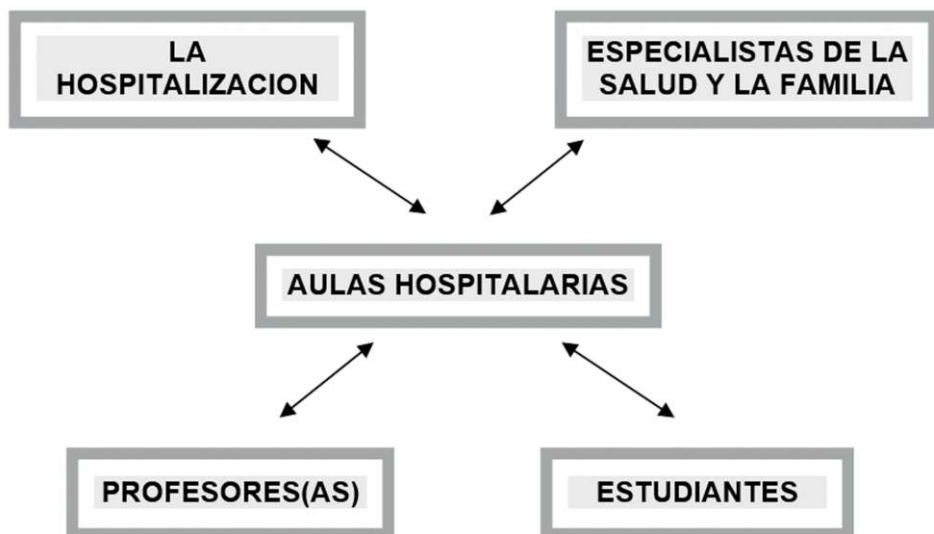 LA
HOSPITALIZACION
ESPECIALISTAS DE LA
SALUD Y LA FAMILIA
AULAS HOSPITALARIAS
PROFESORES(AS)
ESTUDIANTES